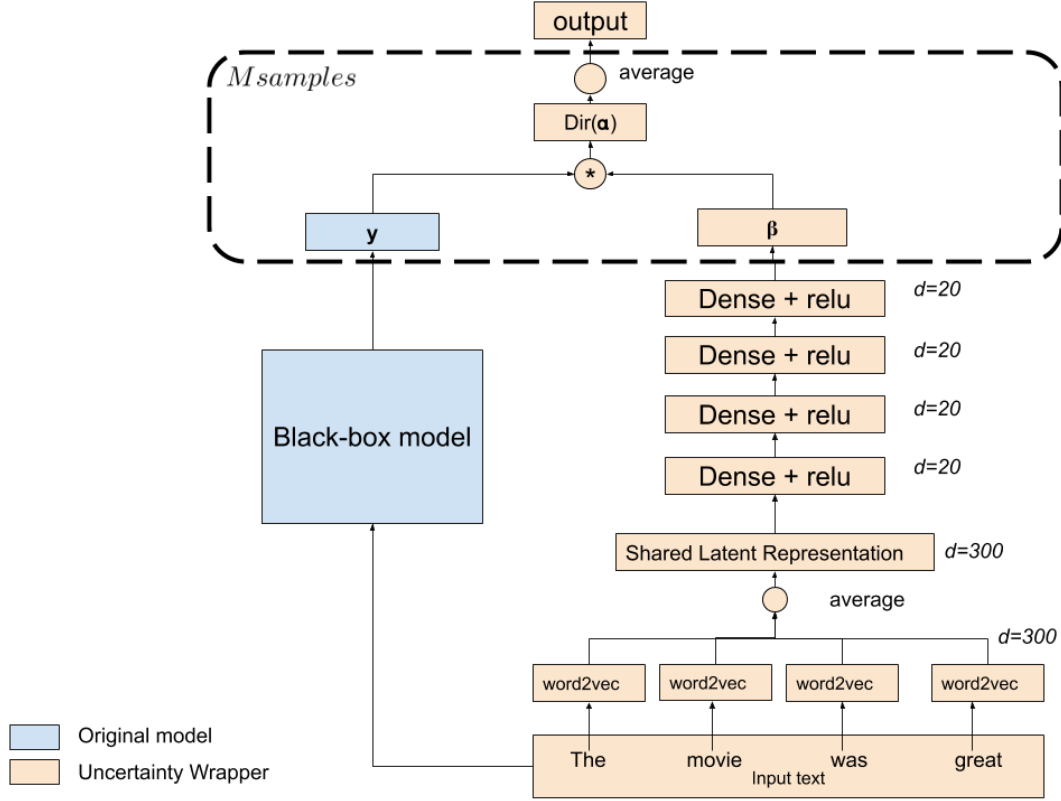 output
M samples
average
Dir(α)
*
y
β
Dense + relu
d=20
Dense + relu
d=20
Dense + relu
d=20
Dense + relu
d=20
Black-box model
Shared Latent Representation
d=300
average
d=300
word2vec
word2vec
word2vec
word2vec
The
movie
was
great
Input text
Original model
Uncertainty Wrapper